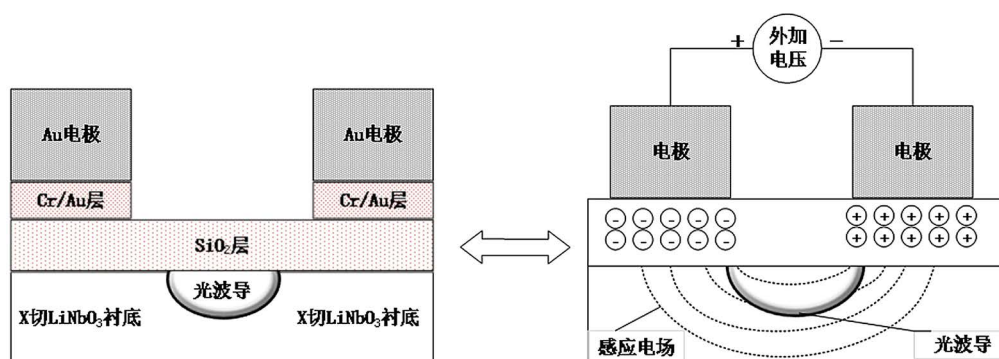 Au电极
Au电极
Cr/Au层
Cr/Au层
SiO₂层
光波导
X切LiNbO₃衬底
X切LiNbO₃衬底
+
外加
电压
−
电极
电极
- - - - -
+ + + + +
- - - - -
+ + + + +
感应电场
光波导